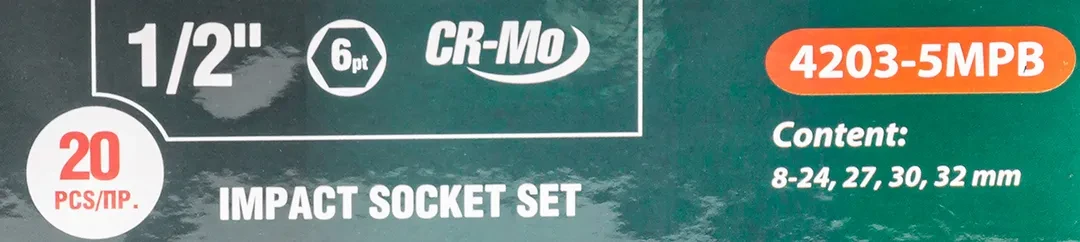 1/2"
6pt
CR-Mo
4203-5MPB
Content:
8-24, 27, 30, 32 mm
20
PCS/ПР.
IMPACT SOCKET SET